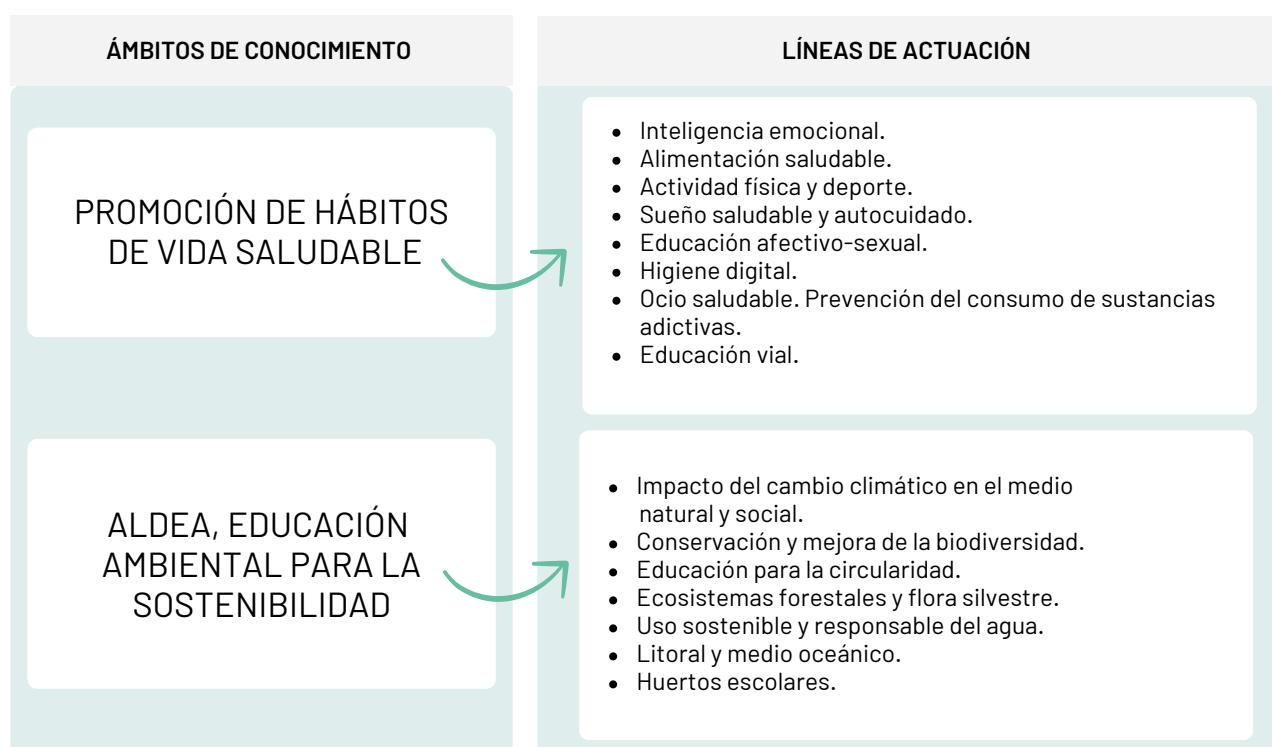 ÁMBITOS DE CONOCIMIENTO
LÍNEAS DE ACTUACIÓN
PROMOCIÓN DE HÁBITOS
DE VIDA SALUDABLE
• Inteligencia emocional.
• Alimentación saludable.
• Actividad física y deporte.
• Sueño saludable y autocuidado.
• Educación afectivo-sexual.
• Higiene digital.
• Ocio saludable. Prevención del consumo de sustancias
adictivas.
• Educación vial.
ALDEA, EDUCACIÓN
AMBIENTAL PARA LA
SOSTENIBILIDAD
• Impacto del cambio climático en el medio
natural y social.
• Conservación y mejora de la biodiversidad.
• Educación para la circularidad.
• Ecosistemas forestales y flora silvestre.
• Uso sostenible y responsable del agua.
• Litoral y medio oceánico.
• Huertos escolares.